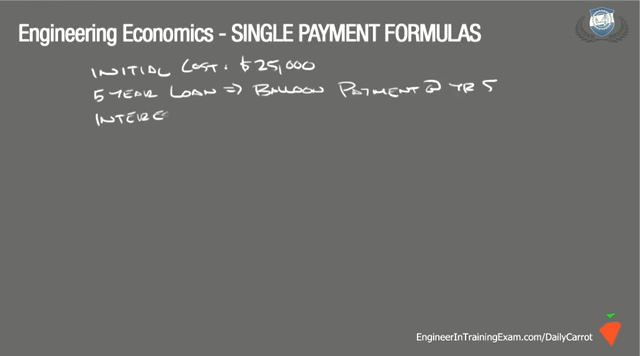 Engineering Economics - SINGLE PAYMENT FORMULAS
INITIAL COST: $25,000
5 YEAR LOAN => BALLOON PAYMENT @ YR 5
INTERE
EngineerInTrainingExam.com/DailyCarrot